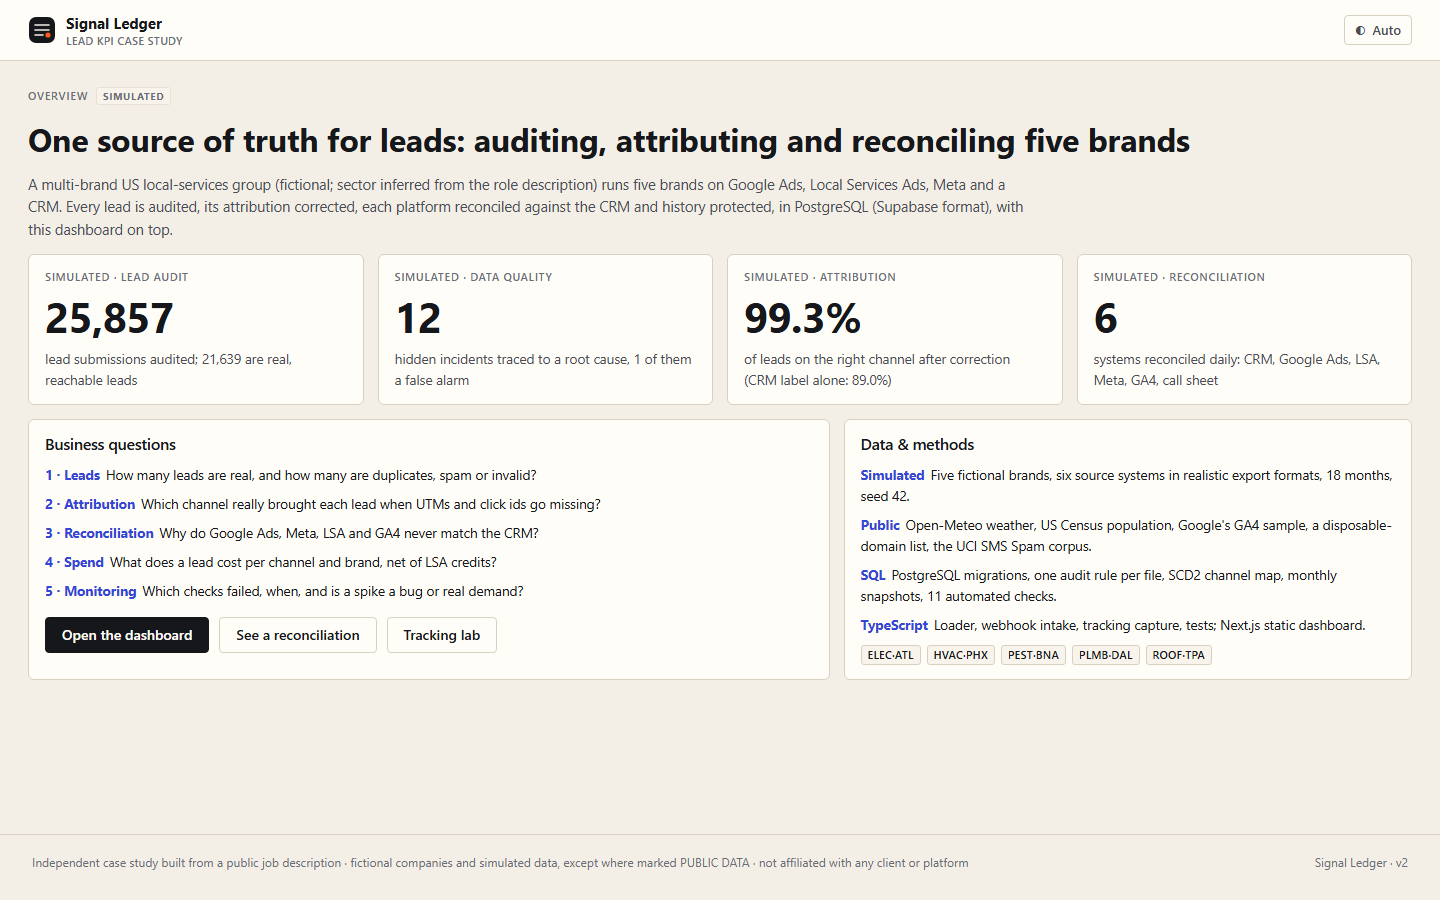 Signal Ledger
LEAD KPI CASE STUDY
Auto
OVERVIEW SIMULATED
One source of truth for leads: auditing, attributing and reconciling five brands
A multi-brand US local-services group (fictional; sector inferred from the role description) runs five brands on Google Ads, Local Services Ads, Meta and a
CRM. Every lead is audited, its attribution corrected, each platform reconciled against the CRM and history protected, in PostgreSQL (Supabase format), with
this dashboard on top.
SIMULATED · LEAD AUDIT
25,857
lead submissions audited; 21,639 are real,
reachable leads
SIMULATED · DATA QUALITY
12
hidden incidents traced to a root cause, 1 of them
a false alarm
SIMULATED · ATTRIBUTION
99.3%
of leads on the right channel after correction
(CRM label alone: 89.0%)
SIMULATED · RECONCILIATION
6
systems reconciled daily: CRM, Google Ads, LSA,
Meta, GA4, call sheet
Business questions
1 · Leads How many leads are real, and how many are duplicates, spam or invalid?
2 · Attribution Which channel really brought each lead when UTMs and click ids go missing?
3 · Reconciliation Why do Google Ads, Meta, LSA and GA4 never match the CRM?
4 · Spend What does a lead cost per channel and brand, net of LSA credits?
5 · Monitoring Which checks failed, when, and is a spike a bug or real demand?
Open the dashboard See a reconciliation Tracking lab
Data & methods
Simulated Five fictional brands, six source systems in realistic export formats, 18 months,
seed 42.
Public Open-Meteo weather, US Census population, Google's GA4 sample, a disposable-
domain list, the UCI SMS Spam corpus.
SQL PostgreSQL migrations, one audit rule per file, SCD2 channel map, monthly
snapshots, 11 automated checks.
TypeScript Loader, webhook intake, tracking capture, tests; Next.js static dashboard.
ELEC·ATL HVAC·PHX PEST·BNA PLMB·DAL ROOF·TPA
Independent case study built from a public job description · fictional companies and simulated data, except where marked PUBLIC DATA · not affiliated with any client or platform
Signal Ledger · v2